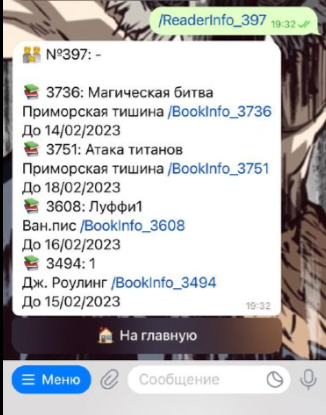 /ReaderInfo_397 19:32
№397: -
3736: Магическая битва
Приморская тишина /BookInfo_3736
До 14/02/2023
3751: Атака титанов
Приморская тишина /BookInfo_3751
До 18/02/2023
3608: Луффи1
Ван.пис /BookInfo_3608
До 16/02/2023
3494: 1
Дж. Роулинг /BookInfo_3494
До 15/02/2023
19:32
На главную
Меню
Сообщение